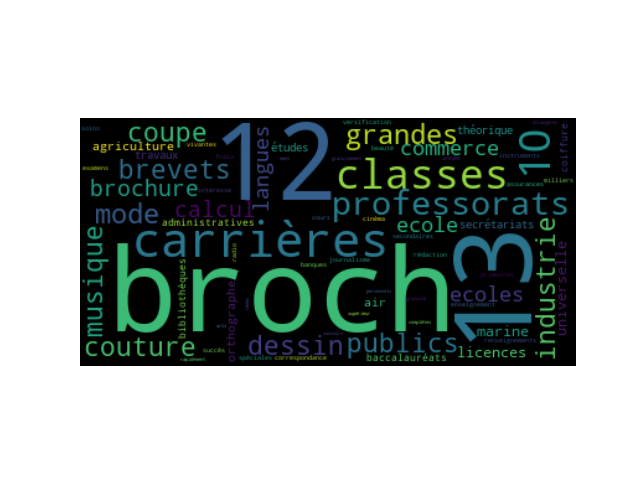 soins
versification
étrangères
coupe
12
langues
grandes
théorique
10
coiffure
agriculture
vivantes
études
commerce
travaux
frais
beauté
instruments
examens
brevets
classes
milliers
brochure
intéresse
assurances
mode
calcul
professorats
administratives
cours
cinéma
ecole
secrétariats
musique
carrières
secondaires
13
industrie
universelle
radio
journalisme
rédaction
bibliothèques
orthographe
broch
banques
primaires
air
ecoles
enseignement
marine
renseignements
couture
succès
rapidement
dessin
publics
licences
spéciales
correspondance
baccalauréats